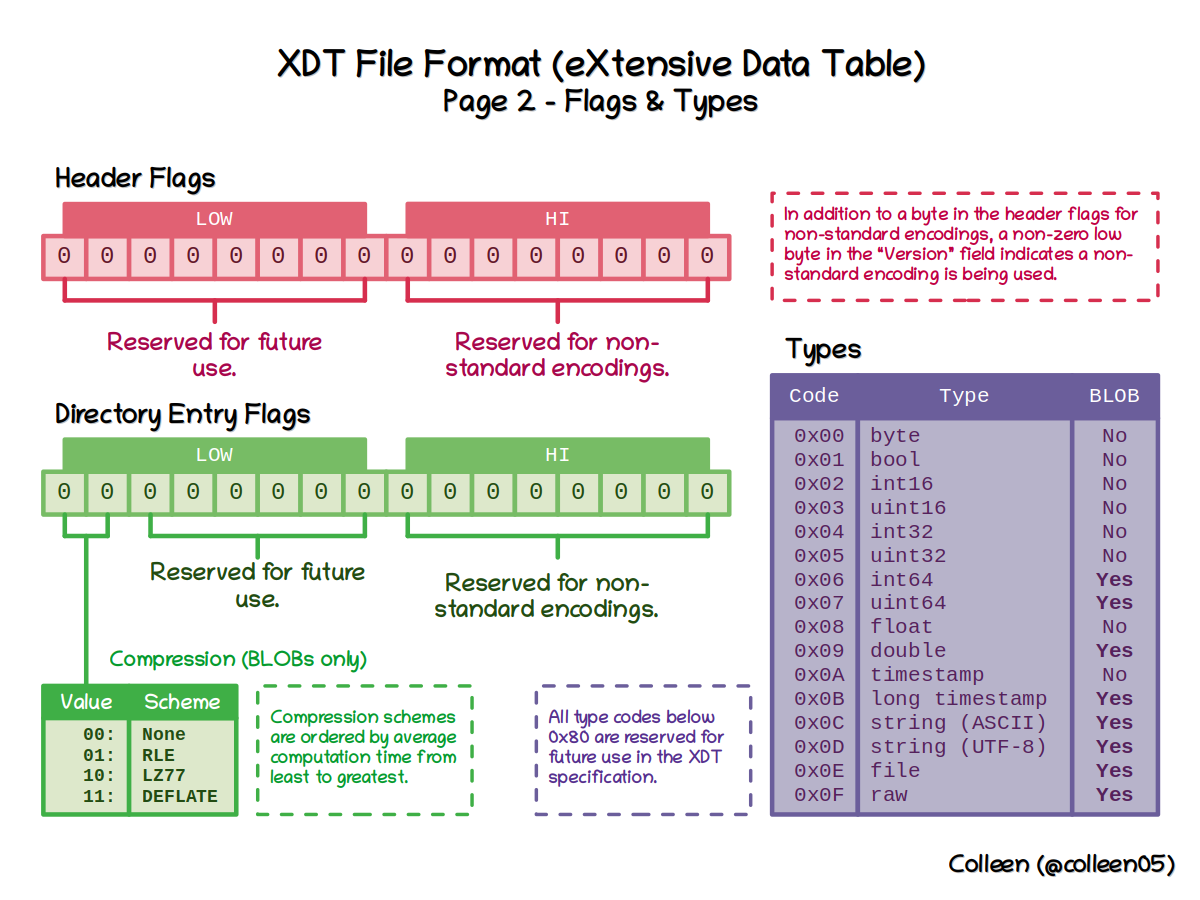 XDT File Format (eXtensive Data Table)
Page 2 - Flags & Types
Header Flags
LOW HI
0 0 0 0 0 0 0 0 0 0 0 0 0 0 0 0
Reserved for future
use.
Reserved for non-
standard encodings.
In addition to a byte in the header flags for
non-standard encodings, a non-zero low
byte in the "Version" field indicates a non-
standard encoding is being used.
Directory Entry Flags
LOW HI
0 0 0 0 0 0 0 0 0 0 0 0 0 0 0 0
Reserved for future
use.
Reserved for non-
standard encodings.
Compression (BLOBs only)
Value Scheme
00: None
01: RLE
10: LZ77
11: DEFLATE
Compression schemes
are ordered by average
computation time from
least to greatest.
All type codes below
0x80 are reserved for
future use in the XDT
specification.
Types
Code Type BLOB
0x00 byte No
0x01 bool No
0x02 int16 No
0x03 uint16 No
0x04 int32 No
0x05 uint32 No
0x06 int64 Yes
0x07 uint64 Yes
0x08 float No
0x09 double Yes
0x0A timestamp No
0x0B long timestamp Yes
0x0C string (ASCII) Yes
0x0D string (UTF-8) Yes
0x0E file Yes
0x0F raw Yes
Colleen (@colleen05)